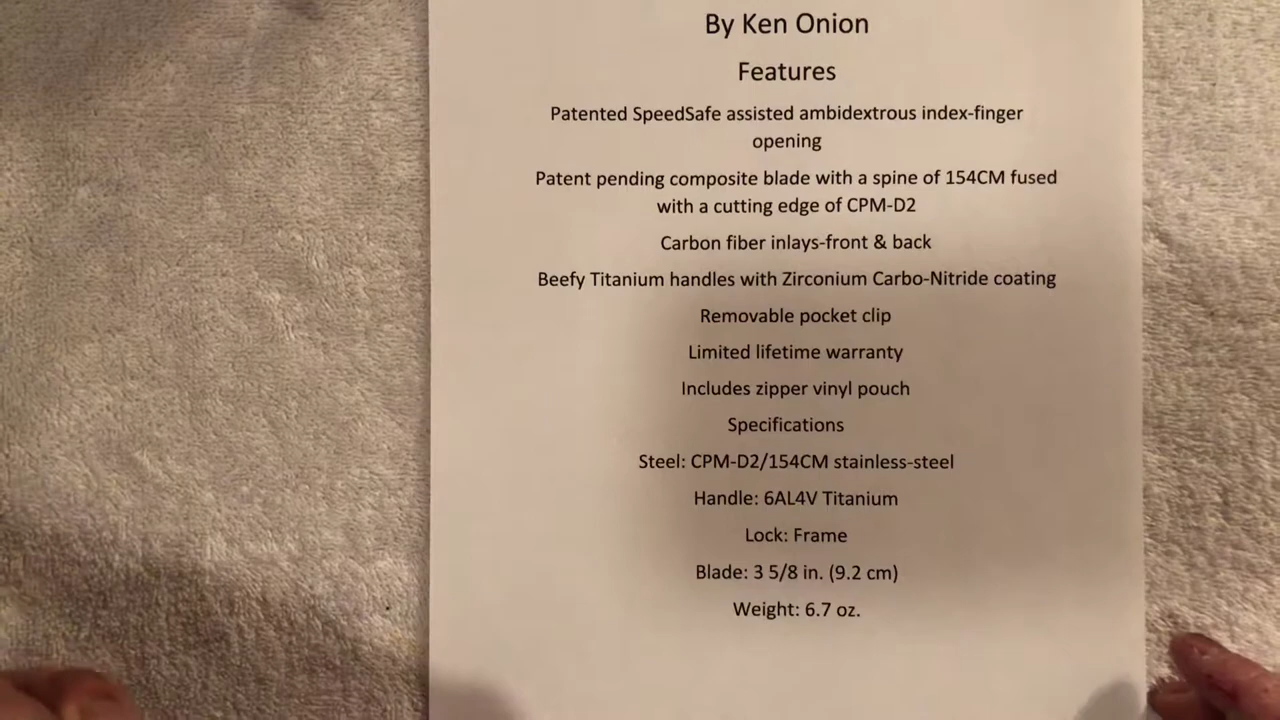 By Ken Onion
Features
Patented SpeedSafe assisted ambidextrous index-finger
opening
Patent pending composite blade with a spine of 154CM fused
with a cutting edge of CPM-D2
Carbon fiber inlays-front & back
Beefy Titanium handles with Zirconium Carbo-Nitride coating
Removable pocket clip
Limited lifetime warranty
Includes zipper vinyl pouch
Specifications
Steel: CPM-D2/154CM stainless-steel
Handle: 6AL4V Titanium
Lock: Frame
Blade: 3 5/8 in. (9.2 cm)
Weight: 6.7 oz.